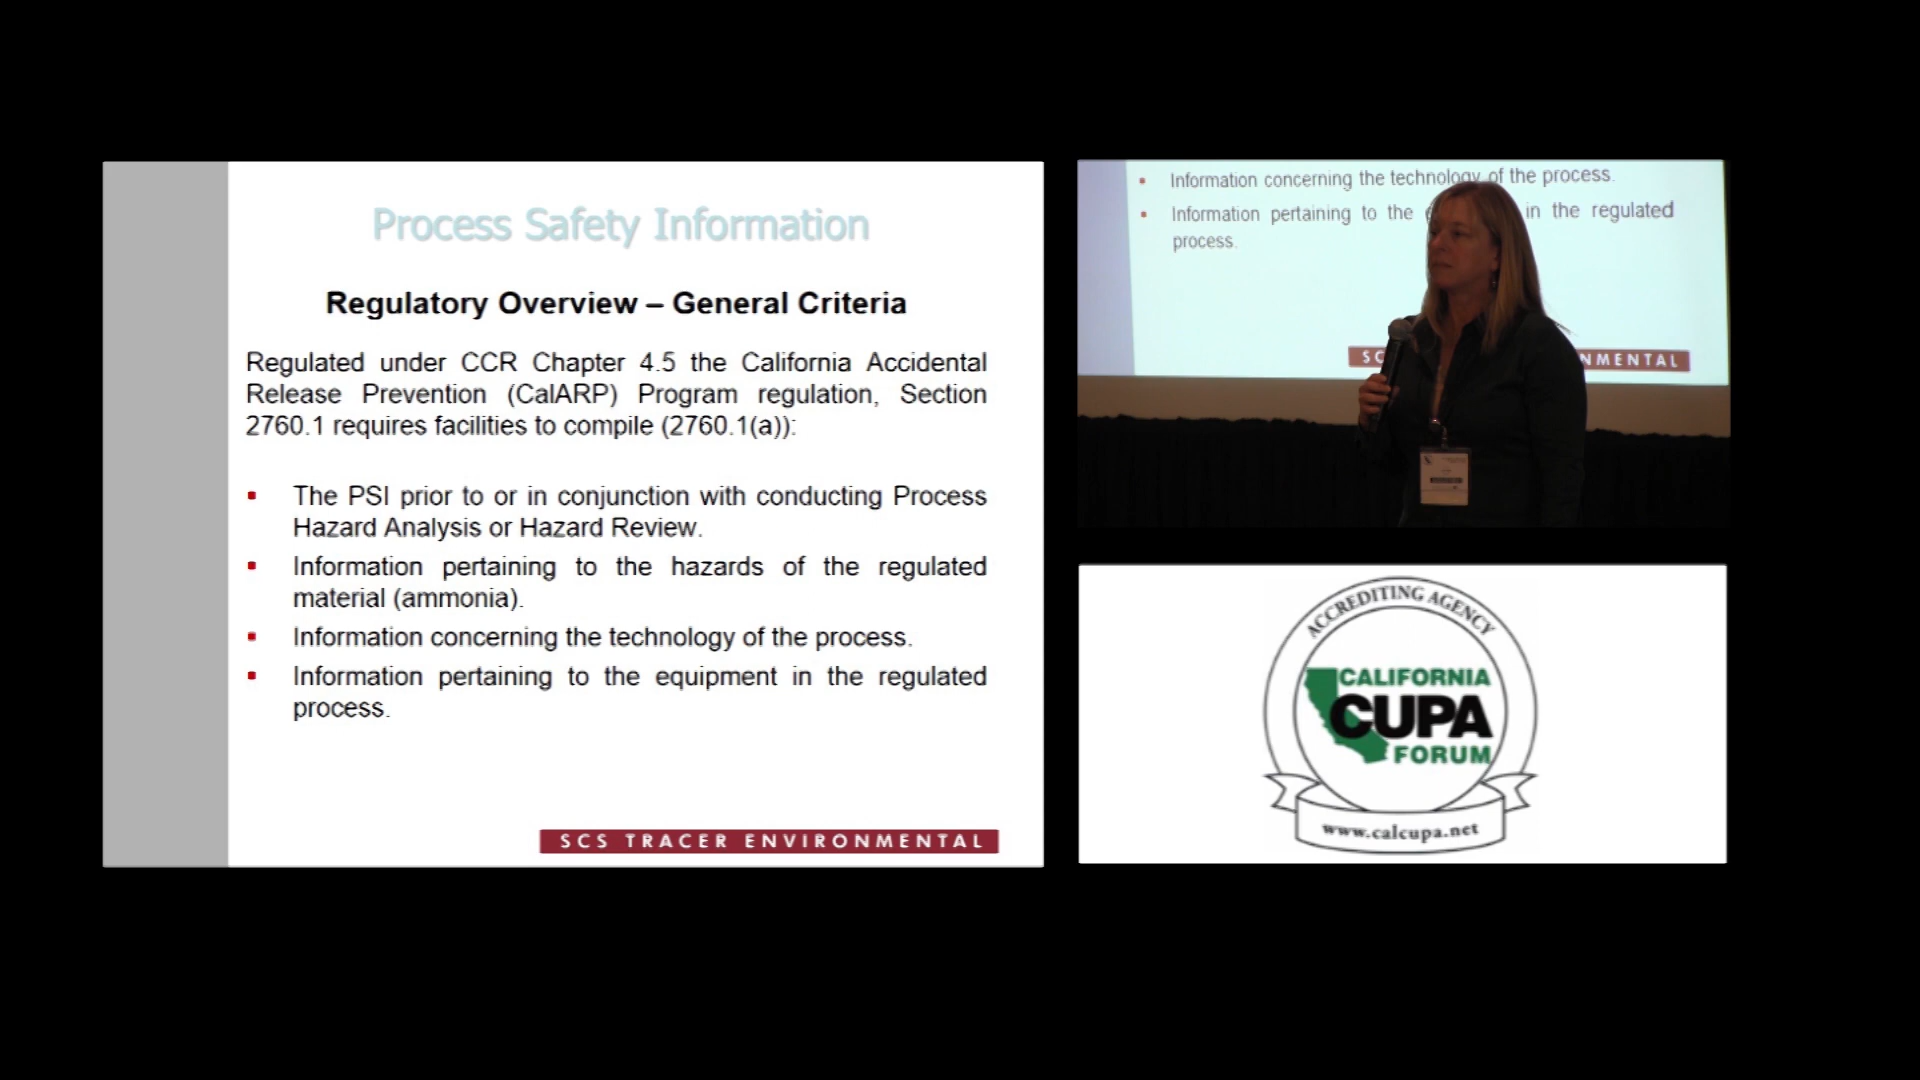 Process Safety Information
Regulatory Overview – General Criteria
Regulated under CCR Chapter 4.5 the California Accidental
Release Prevention (CalARP) Program regulation, Section
2760.1 requires facilities to compile (2760.1(a)):
The PSI prior to or in conjunction with conducting Process
Hazard Analysis or Hazard Review.
Information pertaining to the hazards of the regulated
material (ammonia).
Information concerning the technology of the process.
Information pertaining to the equipment in the regulated
process.
SCS TRACER ENVIRONMENTAL
Information concerning the technology of the process.
Information pertaining to the in the regulated
process.
ACCREDITING AGENCY
CALIFORNIA
CUPA
FORUM
www.calcupa.net